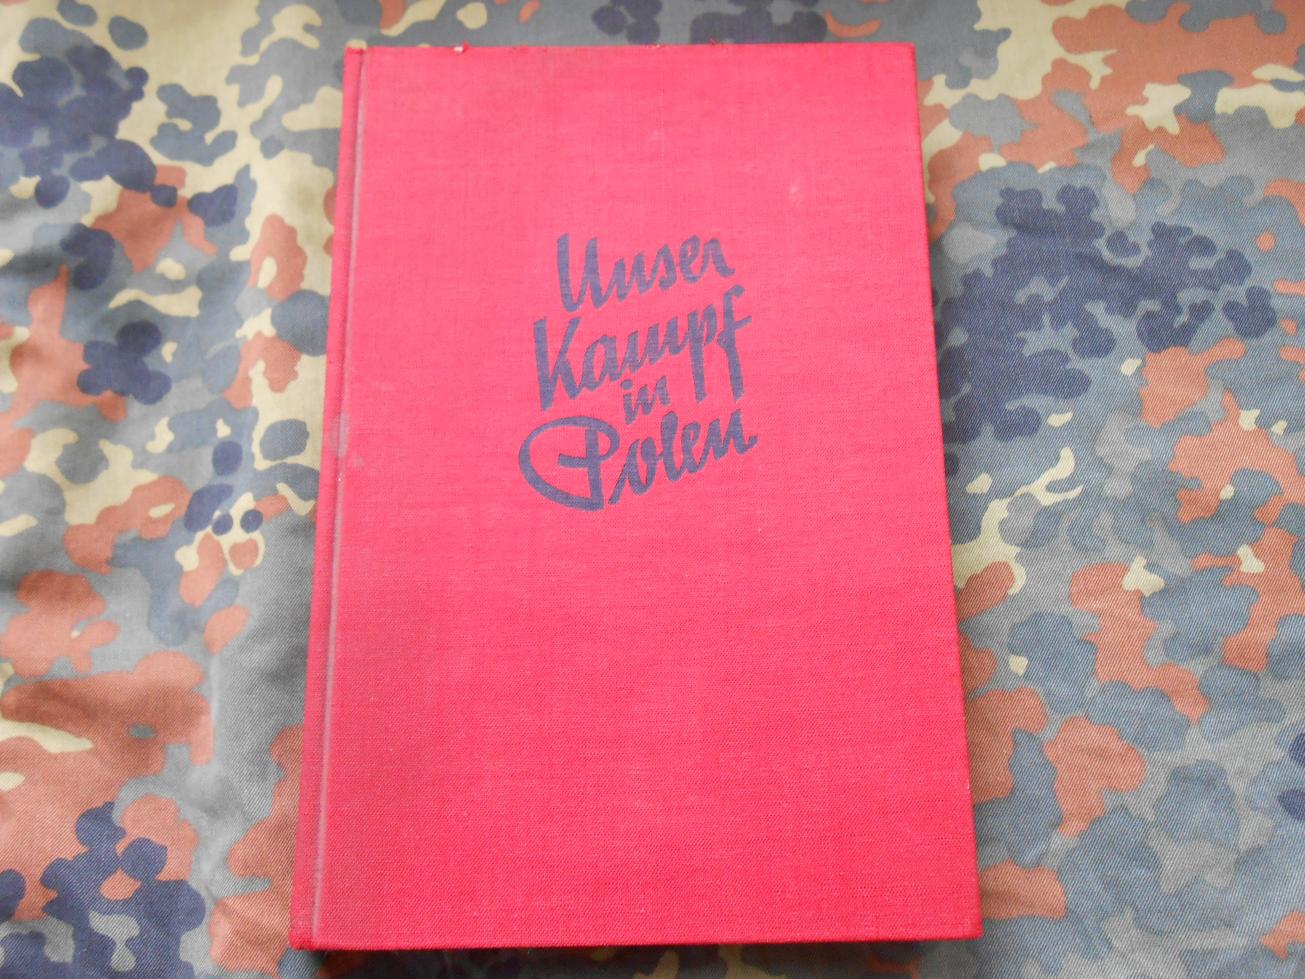 Unser
Kampf
in
Polen